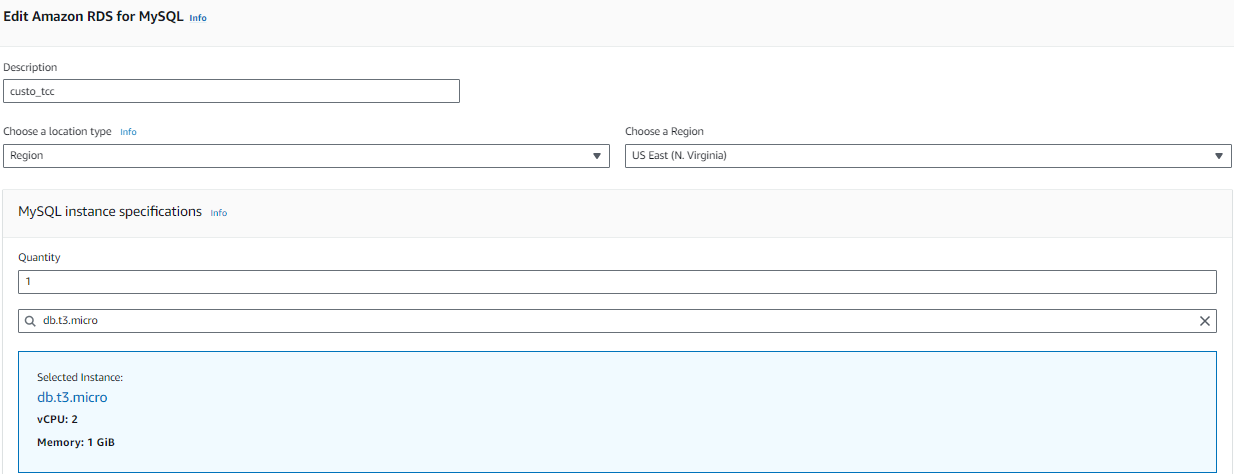 Edit Amazon RDS for MySQL Info
Description
custo_tcc
Choose a location type Info
Choose a Region
Region
US East (N. Virginia)
MySQL instance specifications Info
Quantity
1
db.t3.micro
Selected Instance:
db.t3.micro
vCPU: 2
Memory: 1 GiB